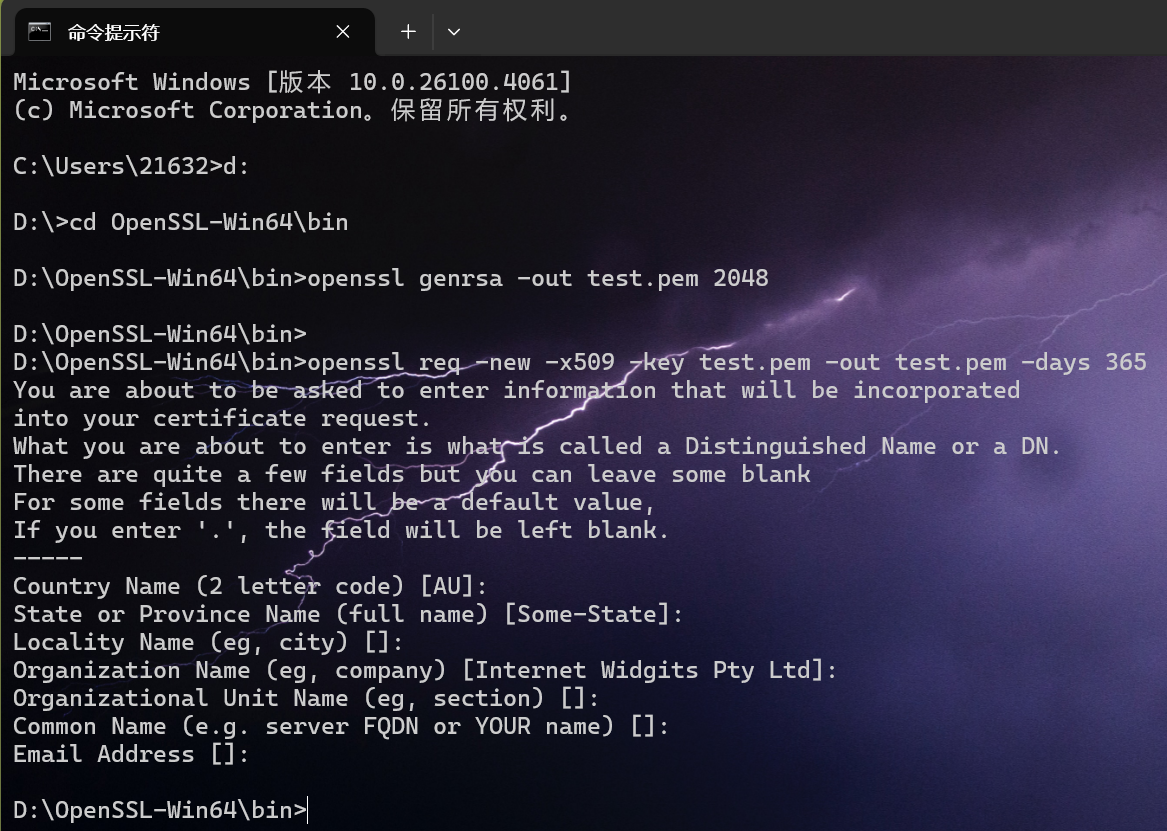 命令提示符
Microsoft Windows [版本 10.0.26100.4061]
(c) Microsoft Corporation。保留所有权利。
C:\Users\21632>d:
D:\>cd OpenSSL-Win64\bin
D:\OpenSSL-Win64\bin>openssl genrsa -out test.pem 2048
D:\OpenSSL-Win64\bin>
D:\OpenSSL-Win64\bin>openssl req -new -x509 -key test.pem -out test.pem -days 365
You are about to be asked to enter information that will be incorporated
into your certificate request.
What you are about to enter is what is called a Distinguished Name or a DN.
There are quite a few fields but you can leave some blank
For some fields there will be a default value,
If you enter '.', the field will be left blank.
-----
Country Name (2 letter code) [AU]:
State or Province Name (full name) [Some-State]:
Locality Name (eg, city) []:
Organization Name (eg, company) [Internet Widgits Pty Ltd]:
Organizational Unit Name (eg, section) []:
Common Name (e.g. server FQDN or YOUR name) []:
Email Address []:
D:\OpenSSL-Win64\bin>